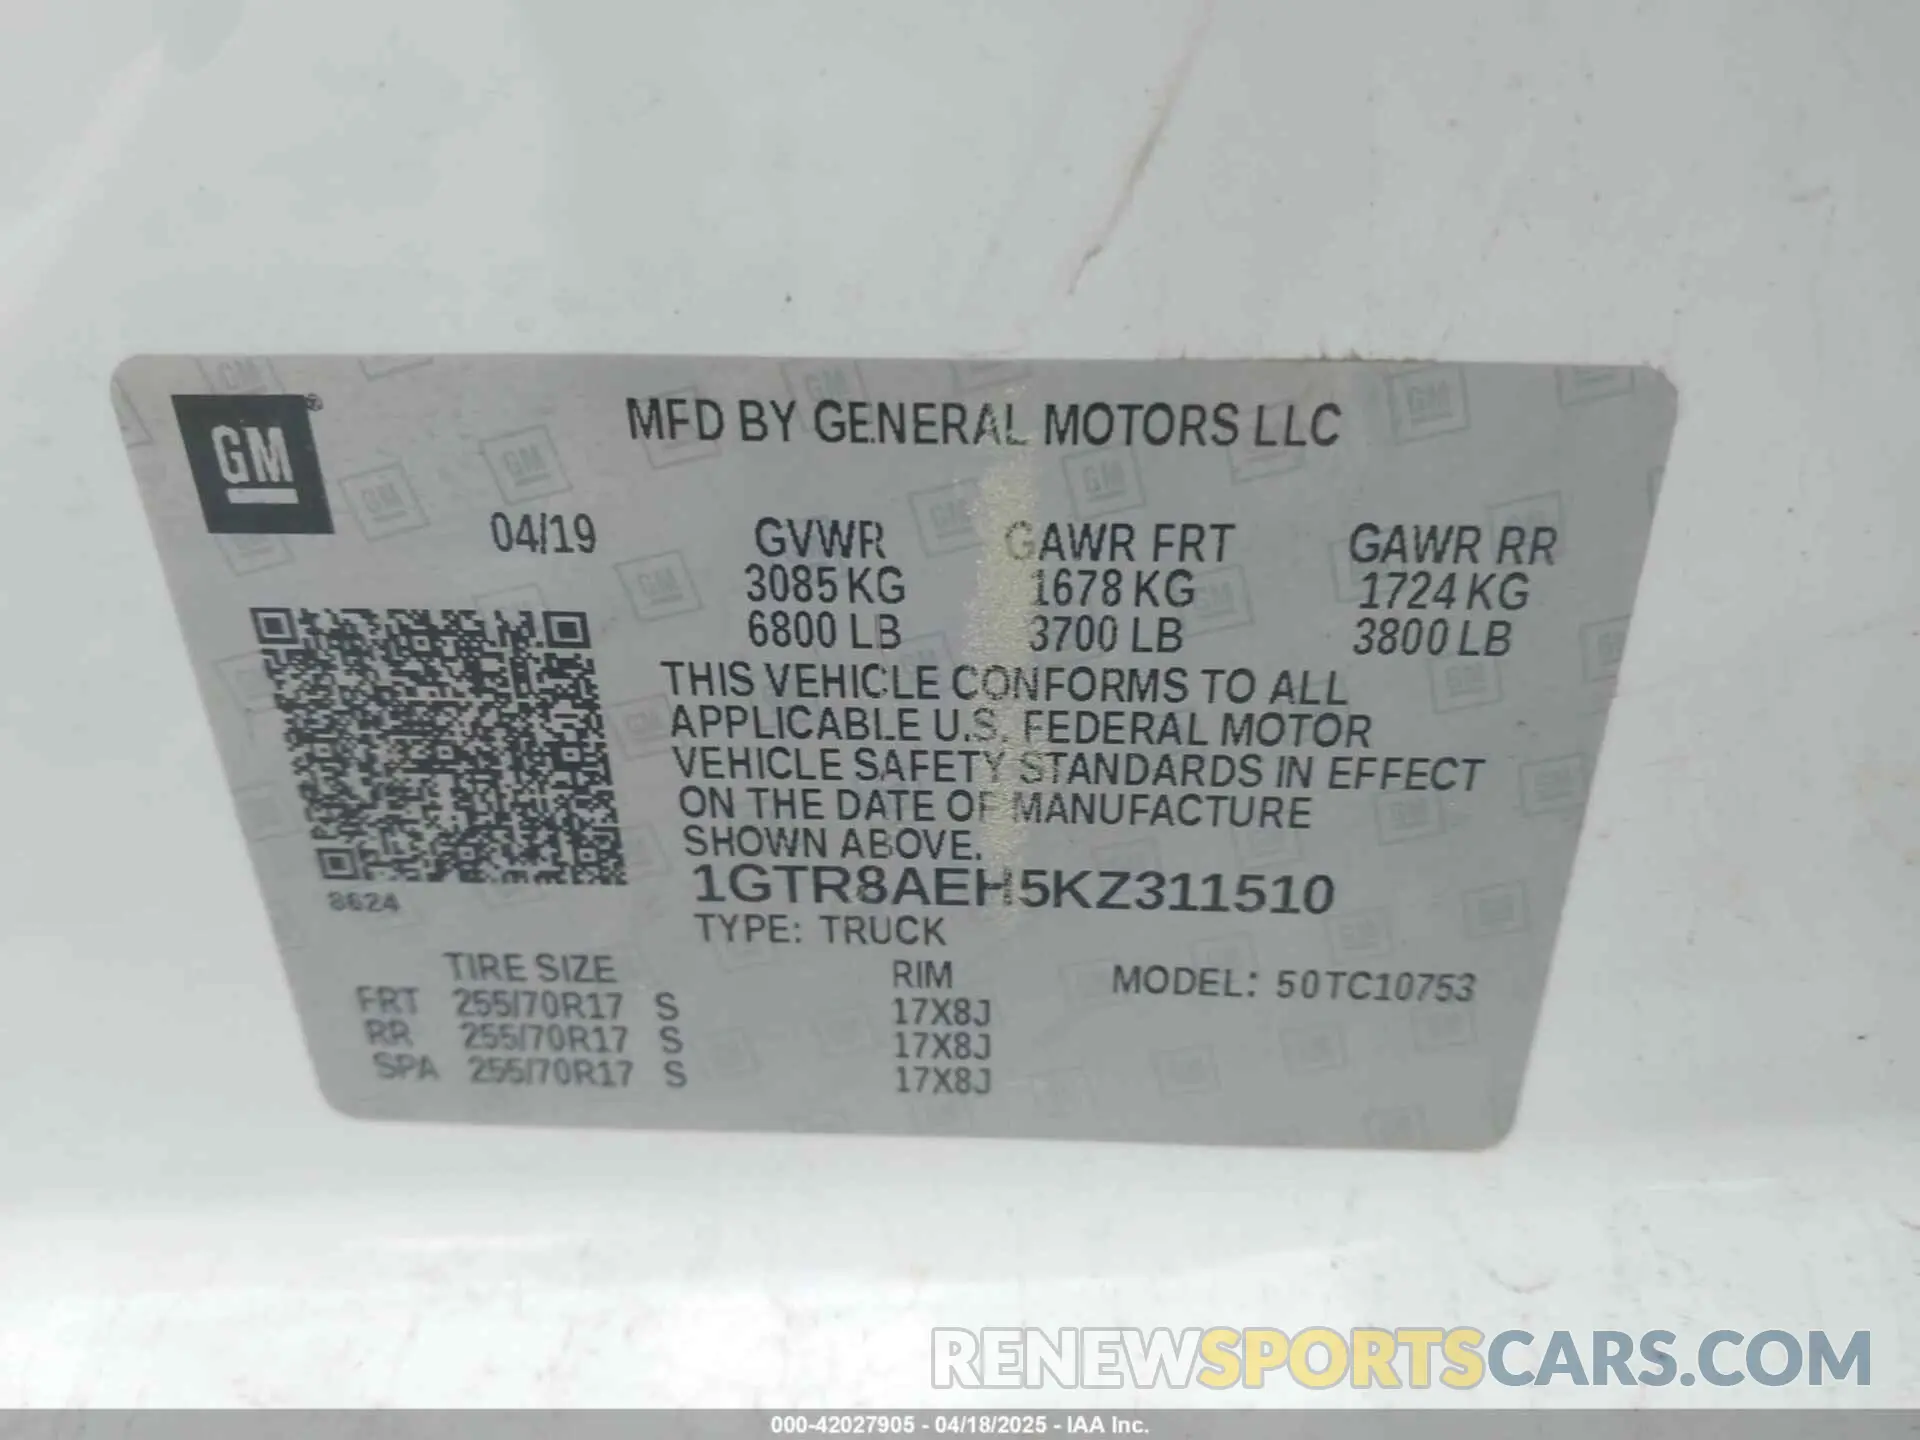 GM ®
MFD BY GENERAL MOTORS LLC
04/19 GVWR GAWR FRT GAWR RR
3085 KG 1678 KG 1724 KG
6800 LB 3700 LB 3800 LB
THIS VEHICLE CONFORMS TO ALL
APPLICABLE U.S. FEDERAL MOTOR
VEHICLE SAFETY STANDARDS IN EFFECT
ON THE DATE OF MANUFACTURE
SHOWN ABOVE.
8624
1GTR8AEH5KZ311510
TYPE: TRUCK
TIRE SIZE RIM MODEL: 50TC10753
FRT 255/70R17 S 17X8J
RR 255/70R17 S 17X8J
SPA 255/70R17 S 17X8J
RENEWSPORTSCARS.COM
000-42027905 - 04/18/2025 - IAA Inc.